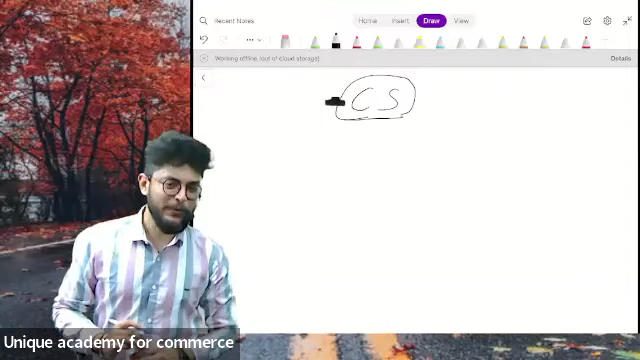 Recent Notes
Home Insert Draw View
Working offline (out of cloud storage)
Details
CS
Unique academy for commerce